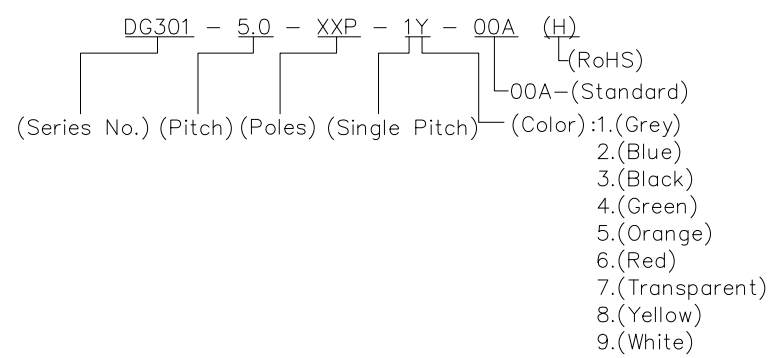 DG301 - 5.0 - XXP - 1Y - 00A (H)
(RoHS)
00A-(Standard)
(Series No.) (Pitch) (Poles) (Single Pitch) (Color):1.(Grey)
2.(Blue)
3.(Black)
4.(Green)
5.(Orange)
6.(Red)
7.(Transparent)
8.(Yellow)
9.(White)